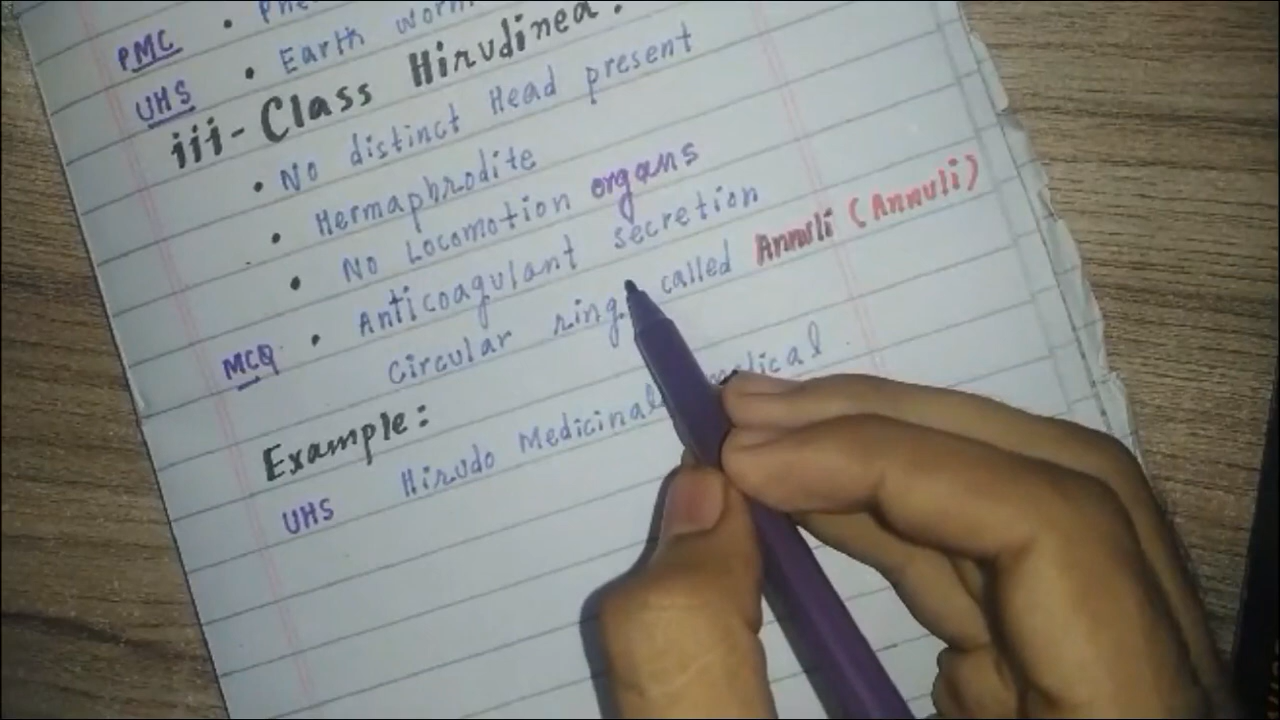 PMC •
UHS • Earth worm
iii- Class Hirudinea:
• No distinct Head present
• Hermaphrodite
• No Locomotion organs
• Anticoagulant secretion
MCQ Circular ring called Annuli (Annuli)
Example:
UHS Hirudo Medicinal